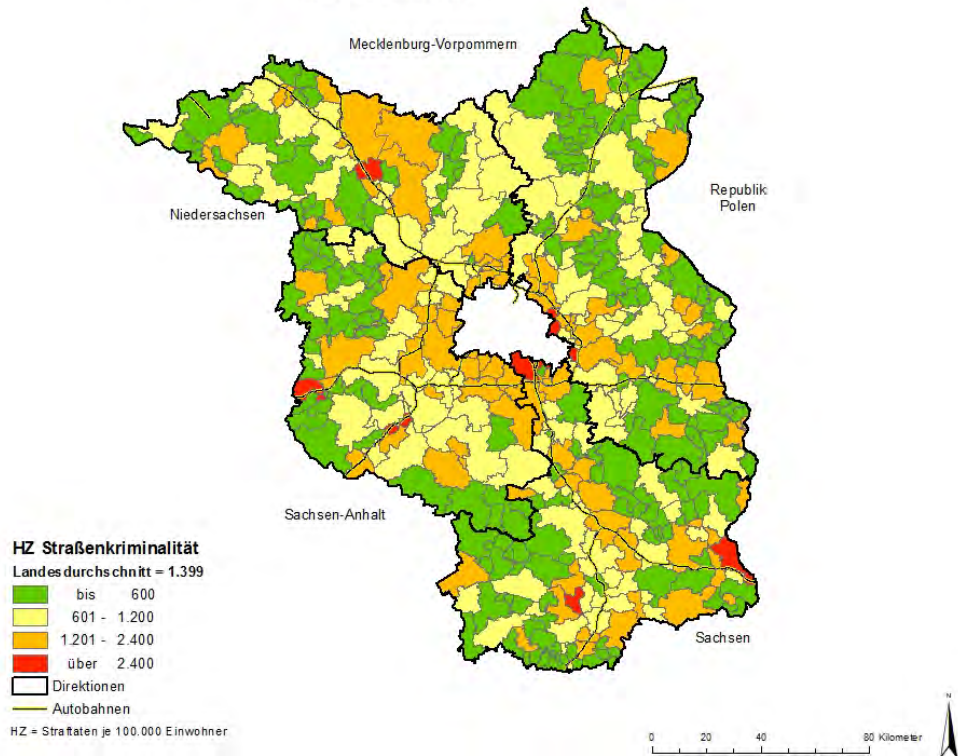 Mecklenburg-Vorpommern
Niedersachsen
Republik
Polen
Sachsen-Anhalt
Sachsen
HZ Straßenkriminalität
Landesdurchschnitt = 1.399
bis 600
601 - 1.200
1.201 - 2.400
über 2.400
Direktionen
Autobahnen
HZ = Straftaten je 100.000 Einwohner
0 20 40 80 Kilometer
N